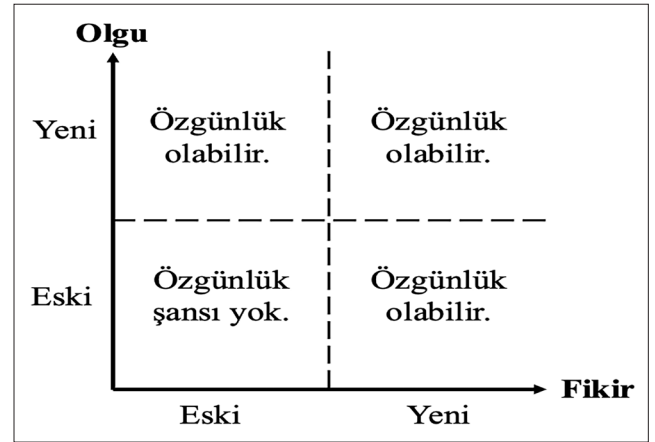 Olgu
Yeni
Özgünlük
olabilir.
Özgünlük
olabilir.
Eski
Özgünlük
şansı yok.
Özgünlük
olabilir.
Fikir
Eski
Yeni